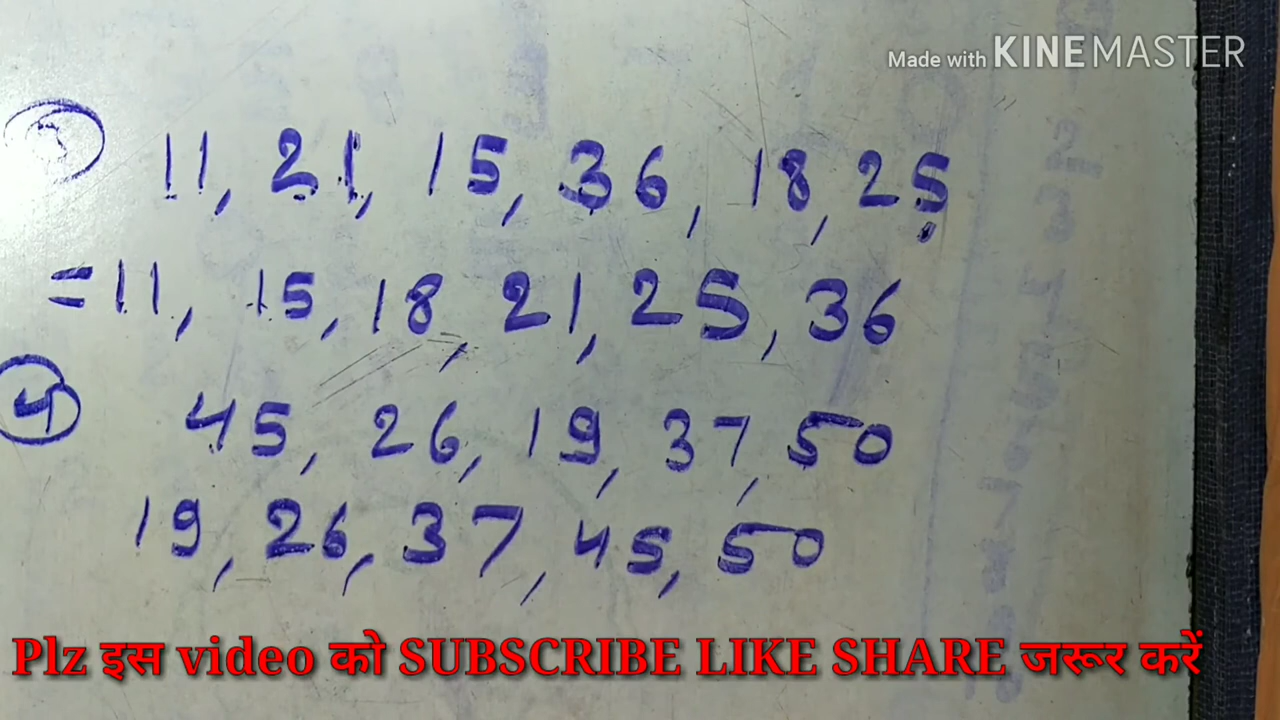 Made with KINEMASTER
11, 21, 15, 36, 18, 25
=11, 15, 18, 21, 25, 36
4 45, 26, 19, 37, 50
19, 26, 37, 45, 50
Plz इस video को SUBSCRIBE LIKE SHARE जरूर करें